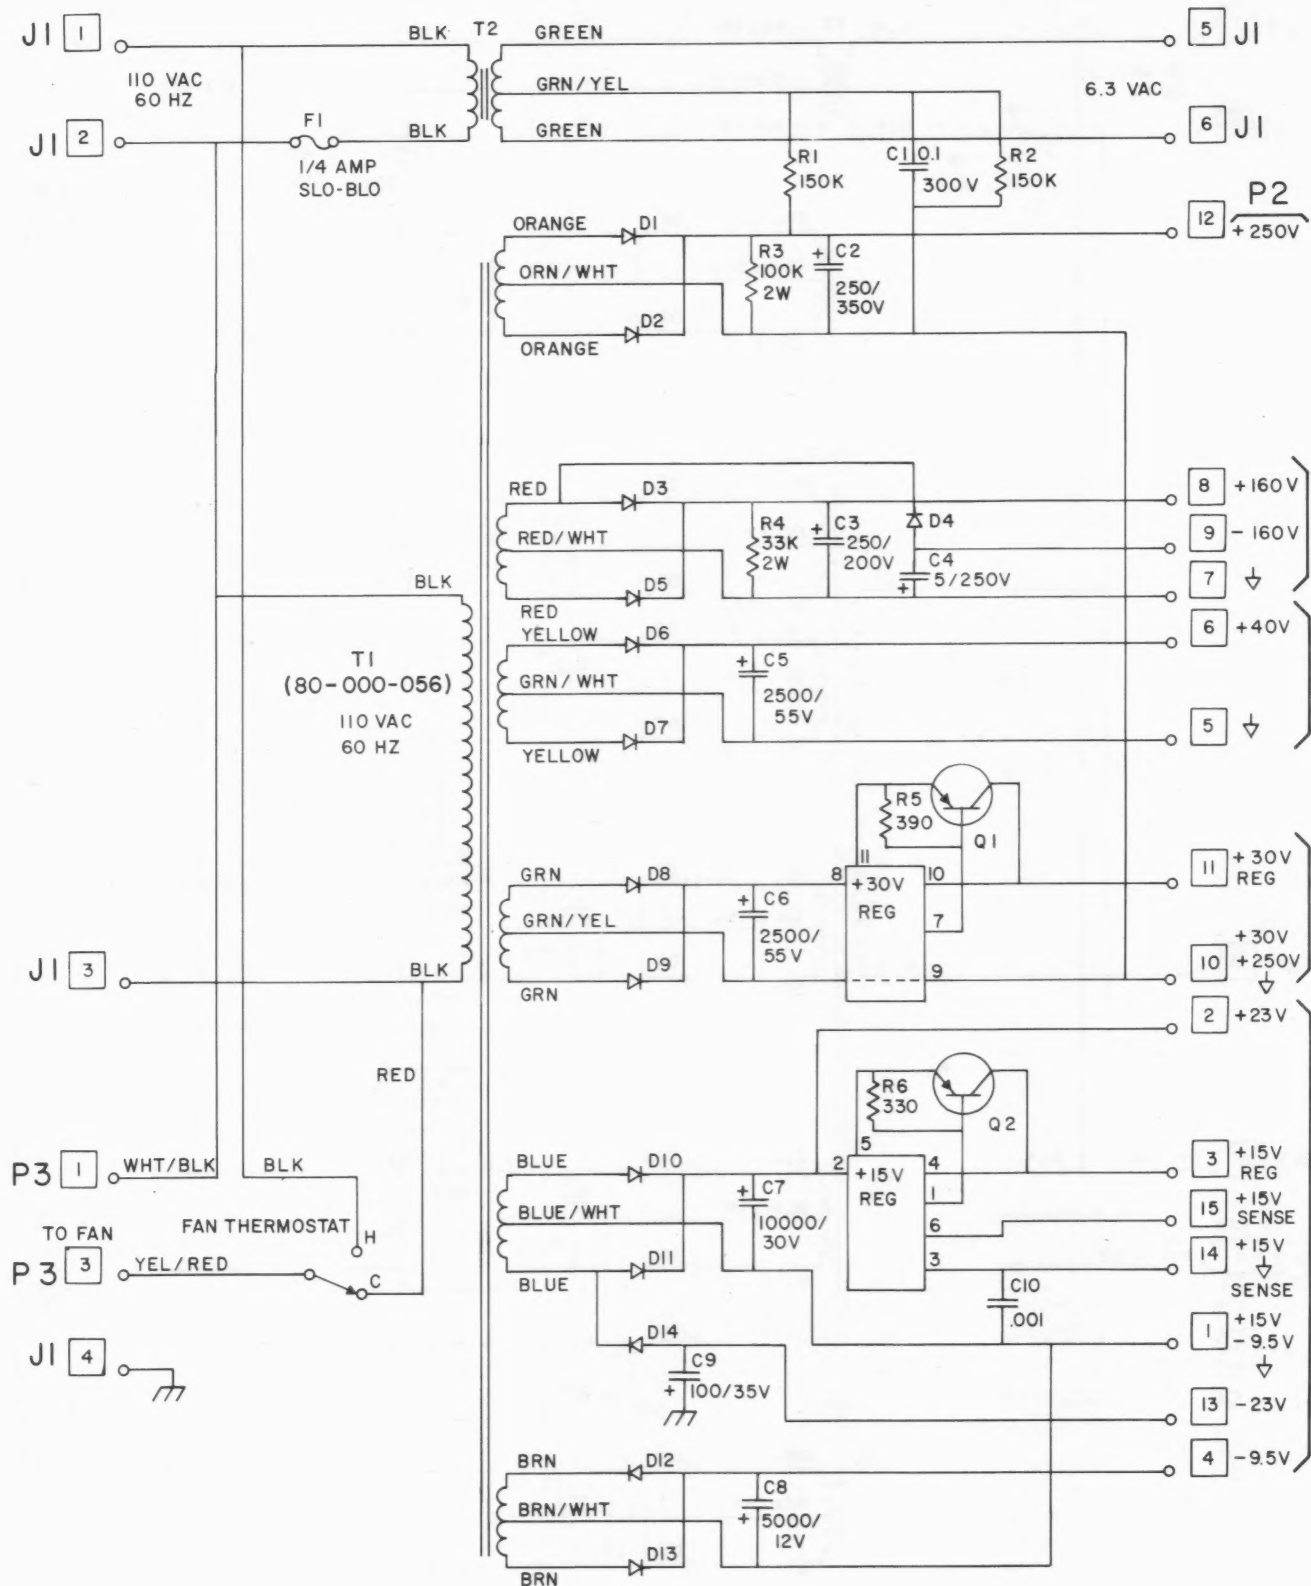 J1 1
BLK
T2
GREEN
5 J1
110 VAC
60 HZ
GRN/YEL
6.3 VAC
J1 2
F1
BLK
GREEN
6 J1
1/4 AMP
SLO-BLO
R1
150K
C1 0.1
300V
R2
150K
P2
12 +250V
ORANGE
D1
ORN/WHT
R3
100K
2W
+ C2
250/
350V
D2
ORANGE
RED
D3
8 +160V
RED/WHT
R4
33K
2W
+ C3
250/
200V
D4
9 -160V
C4
5/250V
+
7
BLK
D5
RED
YELLOW
D6
6 +40V
T1
(80-000-056)
110 VAC
60 HZ
GRN/WHT
+ C5
2500/
55V
D7
5
YELLOW
R5
390
Q1
11
GRN
D8
8
+30V
REG
10
11 +30V
REG
GRN/YEL
+ C6
2500/
55V
7
+30V
J1 3
BLK
D9
9
10 +250V
GRN
2 +23V
RED
R6
330
Q2
5
P3 1
WHT/BLK
BLK
BLUE
D10
2
+15V
REG
4
3 +15V
REG
BLUE/WHT
+ C7
10000/
30V
1
6
15 +15V
SENSE
FAN THERMOSTAT
H
TO FAN
P3 3
YEL/RED
C
D11
BLUE
3
14 +15V
SENSE
C10
.001
D14
1 +15V
-9.5V
J1 4
C9
+ 100/35V
13 -23V
BRN
D12
4 -9.5V
BRN/WHT
C8
+ 5000/
12V
D13
BRN